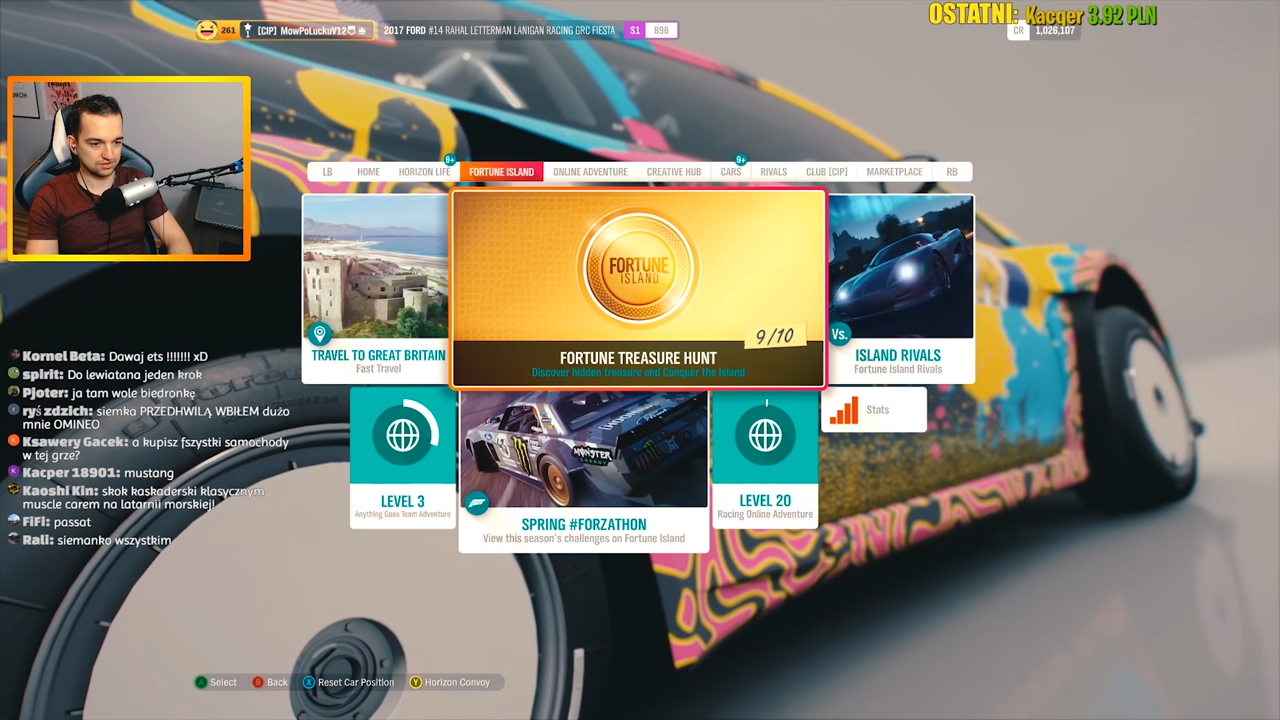 OSTATNI: Kacqer 3.92 PLN
261 [CIP] MowPoLuckuV12 2017 FORD #14 RAHAL LETTERMAN LANIGAN RACING GRC FIESTA S1 896
CR 1,026,107
9+ 9+
LB HOME HORIZON LIFE FORTUNE ISLAND ONLINE ADVENTURE CREATIVE HUB CARS RIVALS CLUB [CIP] MARKETPLACE RB
FORTUNE
ISLAND
9/10
Vs.
TRAVEL TO GREAT BRITAIN
Fast Travel
FORTUNE TREASURE HUNT
Discover hidden treasure and Conquer the Island
ISLAND RIVALS
Fortune Island Rivals
Stats
MONSTER
ENERGY
LEVEL 3
Anything Goes Team Adventure
SPRING #FORZATHON
View this season's challenges on Fortune Island
LEVEL 20
Racing Online Adventure
Kornel Beta: Dawaj ets !!!!!!! xD
spirit: Do lewiatana jeden krok
Pjoter: ja tam wole biedronkę
ryś zdzich: siemka PRZEDHWILĄ WBIŁEM dużo
mnie OMINEO
Ksawery Gacek: a kupisz fszystki samochody
w tej grze?
Kacper 18901: mustang
Kaoshi Kin: skok kaskaderski klasycznym
muscle carem na latarnii morskiej!
FiFi: passat
Rali: siemanko wszystkim
A Select B Back X Reset Car Position Y Horizon Convoy